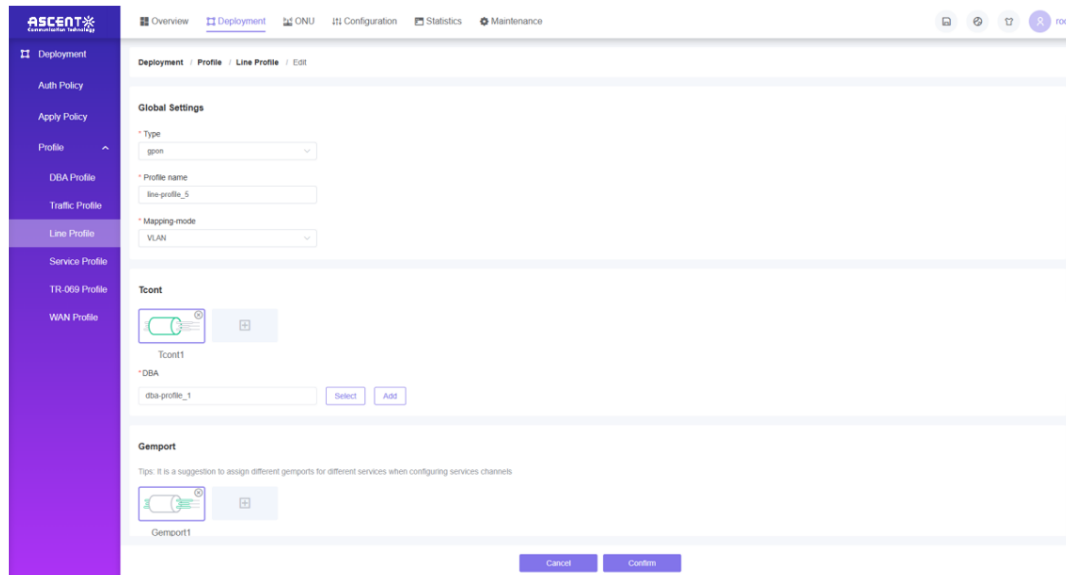 ASCENT
Communication Technology
Overview
Deployment
ONU
Configuration
Statistics
Maintenance
roo
Deployment
Auth Policy
Apply Policy
Profile
DBA Profile
Traffic Profile
Line Profile
Service Profile
TR-069 Profile
WAN Profile
Deployment / Profile / Line Profile / Edit
Global Settings
* Type
gpon
* Profile name
line-profile_5
* Mapping-mode
VLAN
Tcont
Tcont1
*DBA
dba-profile_1
Select
Add
Gemport
Tips: It is a suggestion to assign different gemports for different services when configuring services channels
Gemport1
Cancel
Confirm